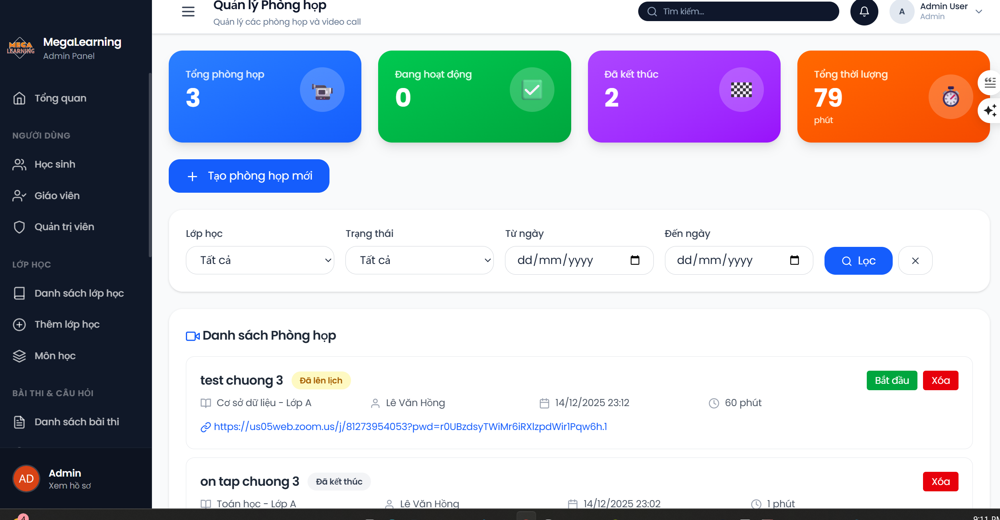 MEGA
LEARNING
MegaLearning
Admin Panel
Tổng quan
NGƯỜI DÙNG
Học sinh
Giáo viên
Quản trị viên
LỚP HỌC
Danh sách lớp học
Thêm lớp học
Môn học
BÀI THI & CÂU HỎI
Danh sách bài thi
AD
Admin
Xem hồ sơ
Quản lý Phòng họp
Quản lý các phòng họp và video call
Tìm kiếm...
A
Admin User
Admin
Tổng phòng họp
3
Đang hoạt động
0
Đã kết thúc
2
Tổng thời lượng
79
phút
Tạo phòng họp mới
Lớp học
Tất cả
Trạng thái
Tất cả
Từ ngày
dd/mm/yyyy
Đến ngày
dd/mm/yyyy
Lọc
Danh sách Phòng họp
test chuong 3 Đã lên lịch
Bắt đầu Xóa
Cơ sở dữ liệu - Lớp A Lê Văn Hồng 14/12/2025 23:12 60 phút
https://us05web.zoom.us/j/81273954053?pwd=r0UBzdsyTWiMr6iRXlzpdWir1Pqw6h.1
on tap chuong 3 Đã kết thúc
Xóa
Toán học - Lớp A Lê Văn Hồng 14/12/2025 23:02 1 phút
4
9:11 PM